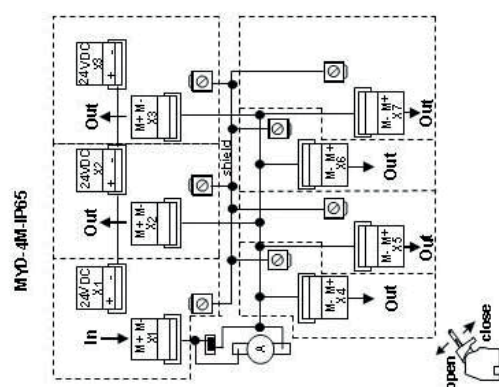 MYD-4M-IP65
24VDC X3
+ -
24VDC X2
+ -
24VDC X1
+ -
Out
M+ M-
X3
Out
M+ M-
X2
In
M+ M-
X1
shield
A
M- M+
X7
Out
M- M+
X6
Out
M- M+
X5
Out
M- M+
X4
Out
open
close